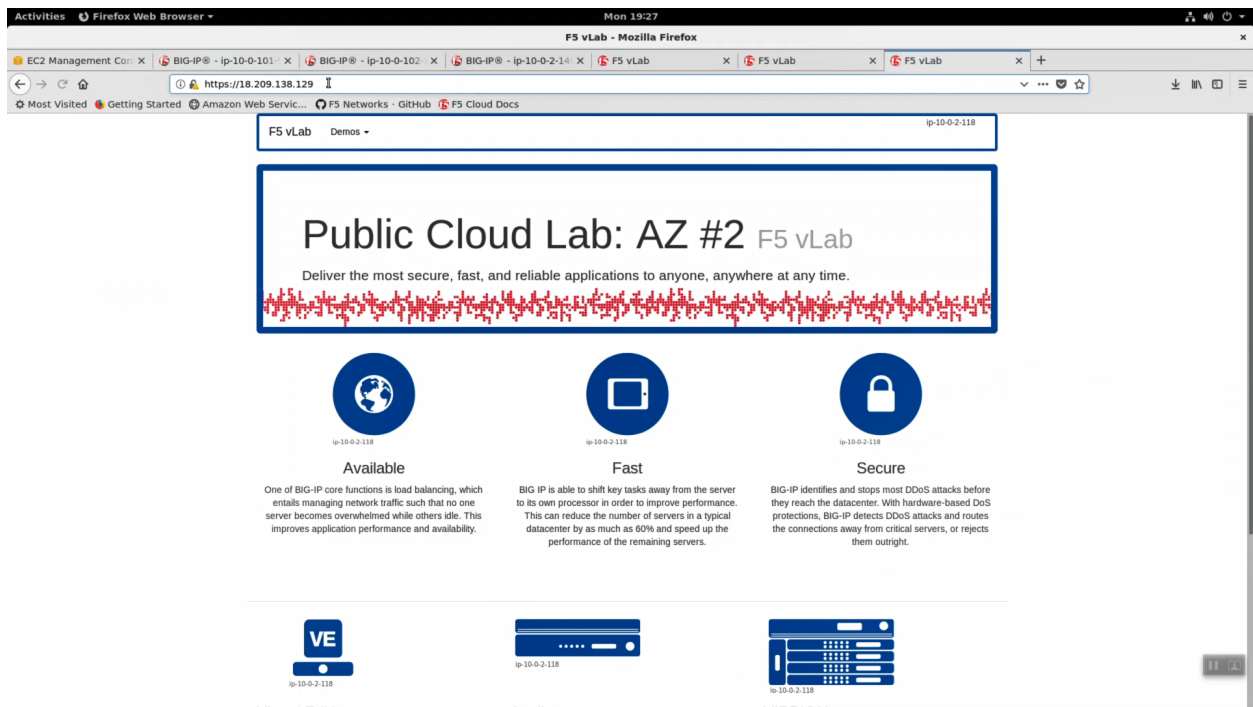 Activities Firefox Web Browser Mon 19:27
F5 vLab - Mozilla Firefox
EC2 Management Con BIG-IP® - ip-10-0-101- BIG-IP® - ip-10-0-102- BIG-IP® - ip-10-0-2-14 F5 vLab F5 vLab F5 vLab
https://18.209.138.129
Most Visited Getting Started Amazon Web Servic... F5 Networks · GitHub F5 Cloud Docs
F5 vLab Demos ip-10-0-2-118
Public Cloud Lab: AZ #2 F5 vLab
Deliver the most secure, fast, and reliable applications to anyone, anywhere at any time.
ip-10-0-2-118 ip-10-0-2-118 ip-10-0-2-118
Available
One of BIG-IP core functions is load balancing, which
entails managing network traffic such that no one
server becomes overwhelmed while others idle. This
improves application performance and availability.
Fast
BIG IP is able to shift key tasks away from the server
to its own processor in order to improve performance.
This can reduce the number of servers in a typical
datacenter by as much as 60% and speed up the
performance of the remaining servers.
Secure
BIG-IP identifies and stops most DDoS attacks before
they reach the datacenter. With hardware-based DoS
protections, BIG-IP detects DDoS attacks and routes
the connections away from critical servers, or rejects
them outright.
VE
ip-10-0-2-118 ip-10-0-2-118 ip-10-0-2-118